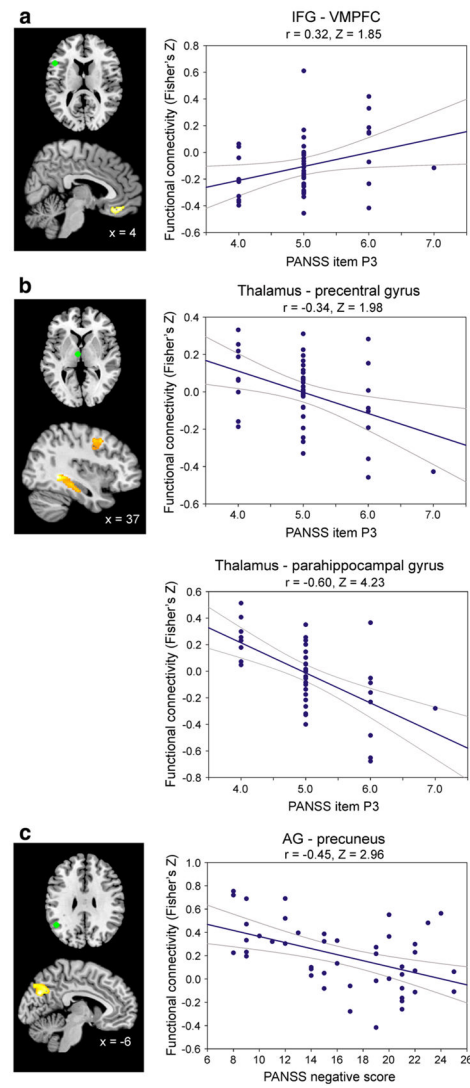 a
IFG - VMPFC
r = 0.32, Z = 1.85
Functional connectivity (Fisher's Z)
0.8
0.6
0.4
0.2
0.0
-0.2
-0.4
-0.6
4.0 5.0 6.0 7.0
PANSS item P3
x = 4
b
Thalamus - precentral gyrus
r = -0.34, Z = 1.98
Functional connectivity (Fisher's Z)
0.4
0.2
0.0
-0.2
-0.4
-0.6
4.0 5.0 6.0 7.0
PANSS item P3
x = 37
Thalamus - parahippocampal gyrus
r = -0.60, Z = 4.23
Functional connectivity (Fisher's Z)
0.6
0.4
0.2
0.0
-0.2
-0.4
-0.6
-0.8
4.0 5.0 6.0 7.0
PANSS item P3
c
AG - precuneus
r = -0.45, Z = 2.96
Functional connectivity (Fisher's Z)
1.0
0.8
0.6
0.4
0.2
0.0
-0.2
-0.4
-0.6
6 8 10 12 14 16 18 20 22 24 26
PANSS negative score
x = -6